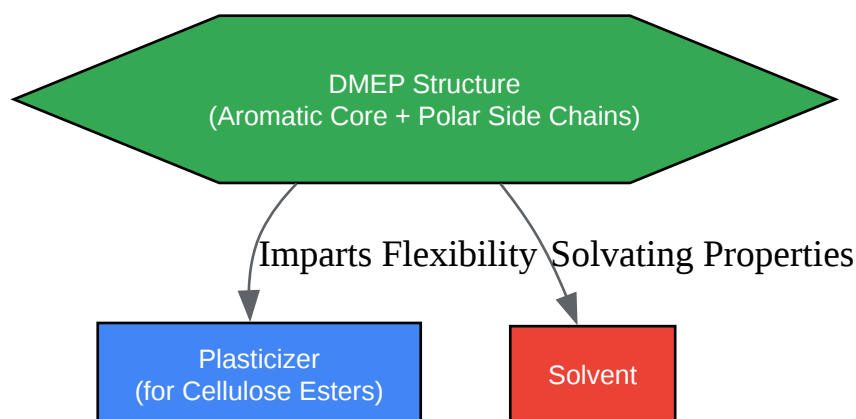 DMEP Structure
(Aromatic Core + Polar Side Chains)
Imparts Flexibility
Solvating Properties
Plasticizer
(for Cellulose Esters)
Solvent